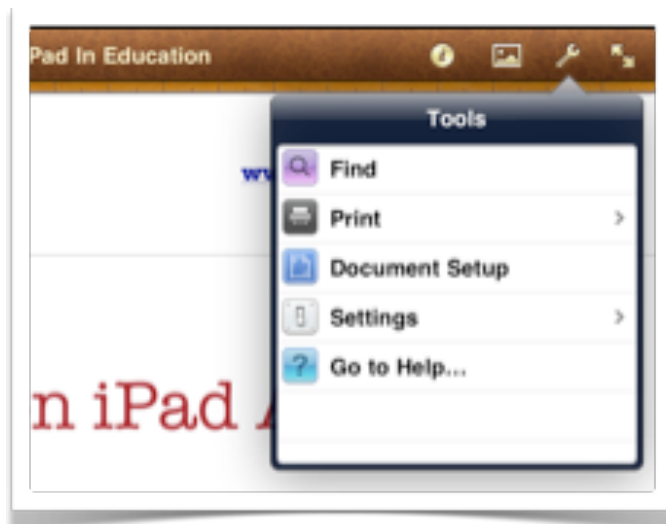 Pad In Education
Tools
Find
Print
Document Setup
Settings
Go to Help...
n iPad